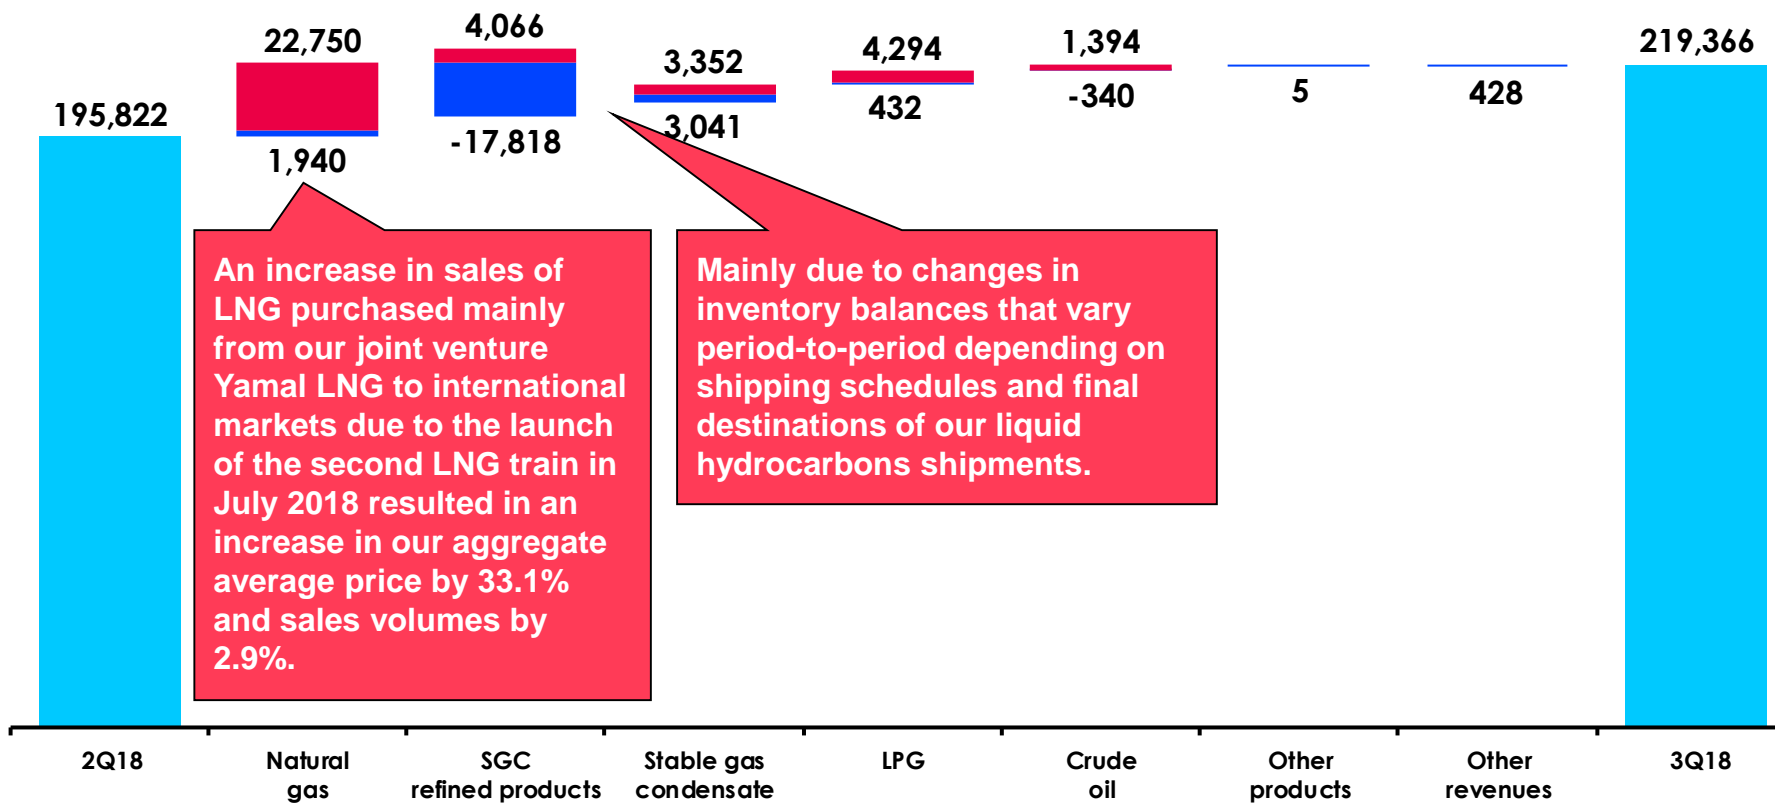 195,822
22,750
1,940
4,066
-17,818
3,352
3,041
4,294
432
1,394
-340
5
428
219,366
An increase in sales of
LNG purchased mainly
from our joint venture
Yamal LNG to international
markets due to the launch
of the second LNG train in
July 2018 resulted in an
increase in our aggregate
average price by 33.1%
and sales volumes by
2.9%.
Mainly due to changes in
inventory balances that vary
period-to-period depending on
shipping schedules and final
destinations of our liquid
hydrocarbons shipments.
2Q18
Natural
gas
SGC
refined products
Stable gas
condensate
LPG
Crude
oil
Other
products
Other
revenues
3Q18